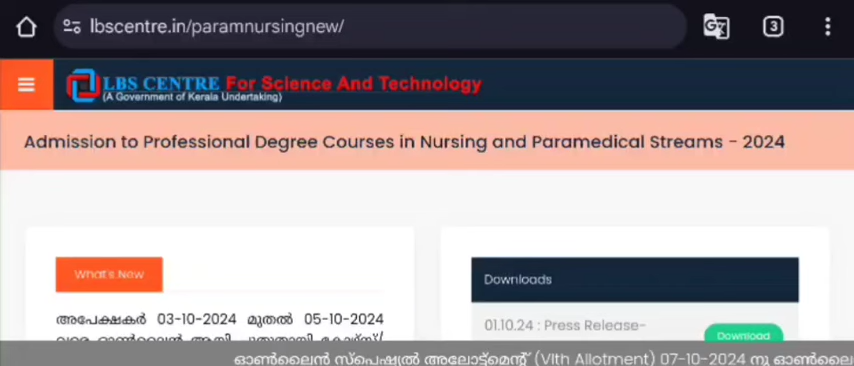 lbscentre.in/paramnursingnew/
3
LBS CENTRE For Science And Technology
(A Government of Kerala Undertaking)
Admission to Professional Degree Courses in Nursing and Paramedical Streams - 2024
What's New
അപേക്ഷകർ 03-10-2024 മുതൽ 05-10-2024
Downloads
01.10.24 : Press Release-
Download
ഓൺലൈൻ സ്പെഷ്യൽ അലോട്ട്മെന്റ് (VIth Allotment) 07-10-2024 നു ഓൺലൈ